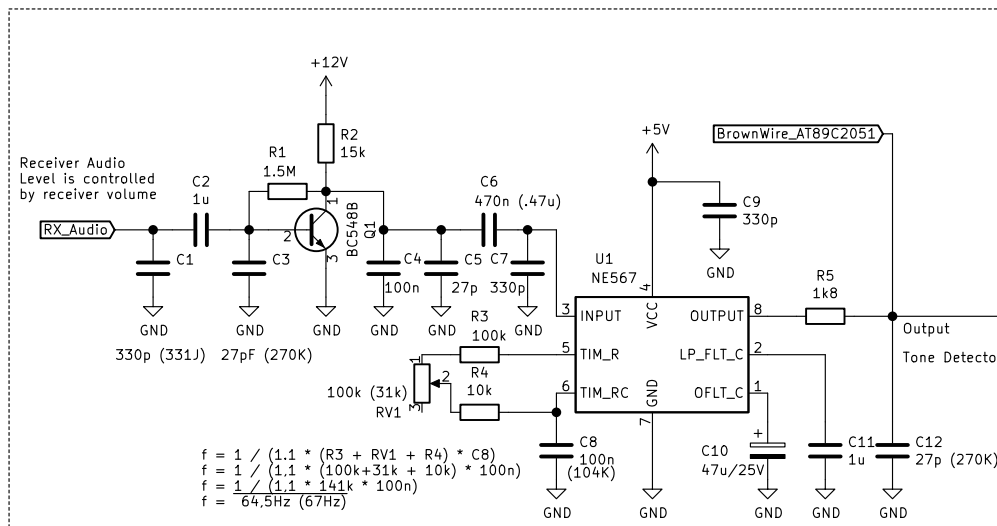 +12V
R2
15k
R1
1.5M
Receiver Audio
Level is controlled
by receiver volume
C2
1u
RX_Audio
1
2
3
BC548B
Q1
C1
C3
C4
100n
C5
27p
C6
470n (.47u)
C7
330p
GND
GND
GND
GND
GND
GND
330p (331J)
27pF (270K)
+5V
BrownWire_AT89C2051
C9
330p
GND
U1
NE567
4
VCC
3
INPUT
OUTPUT
8
R5
1k8
Output
Tone Detecto
R3
100k
5
TIM_R
LP_FLT_C
2
R4
10k
6
TIM_RC
GND
OFLT_C
1
7
1
2
3
100k (31k)
RV1
C8
100n
(104K)
+
C10
47u/25V
C11
1u
C12
27p (270K)
GND
GND
GND
GND
GND
f = 1 / (1.1 * (R3 + RV1 + R4) * C8)
f = 1 / (1,1 * (100k+31k + 10k) * 100n)
f = 1 / (1,1 * 141k * 100n)
f = 64,5Hz (67Hz)